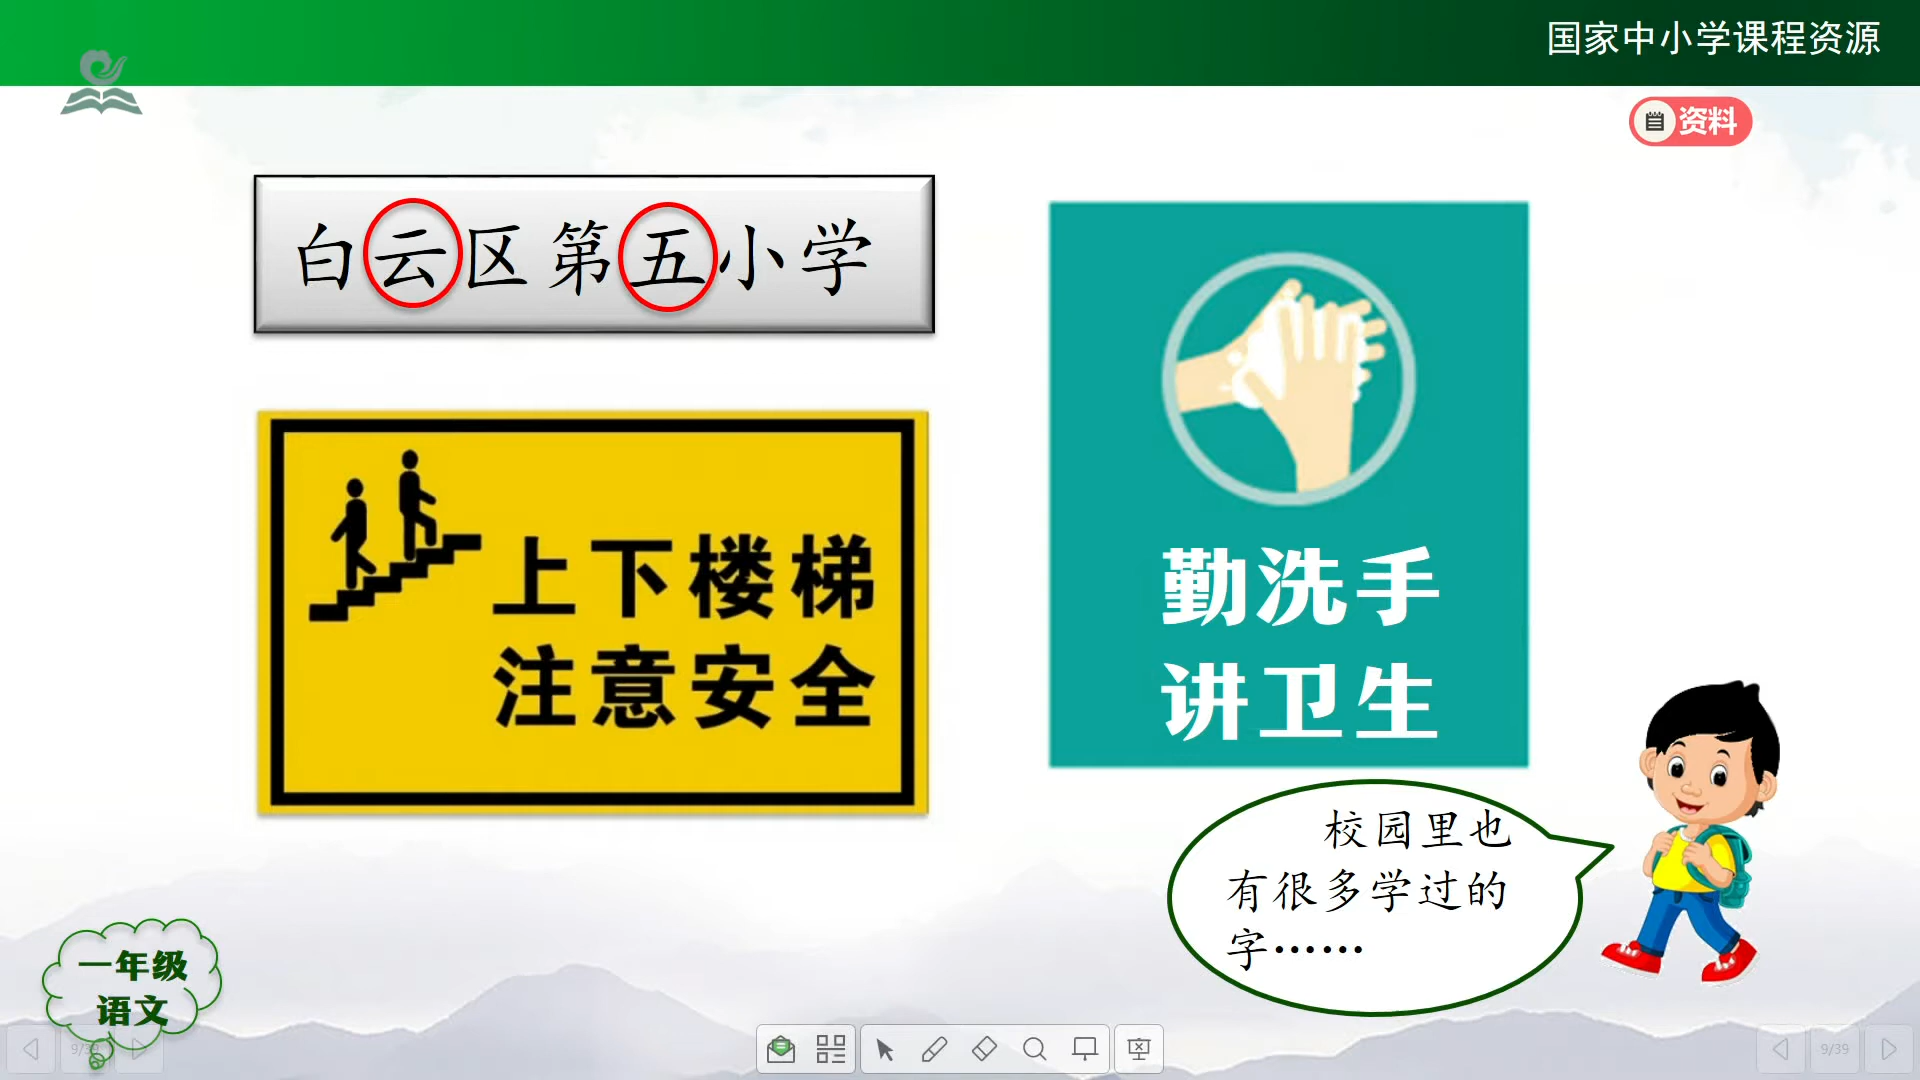 国家中小学课程资源
资料
白云区第五小学
上下楼梯
注意安全
勤洗手
讲卫生
校园里也
有很多学过的
字……
一年级
语文
9/39
9/39